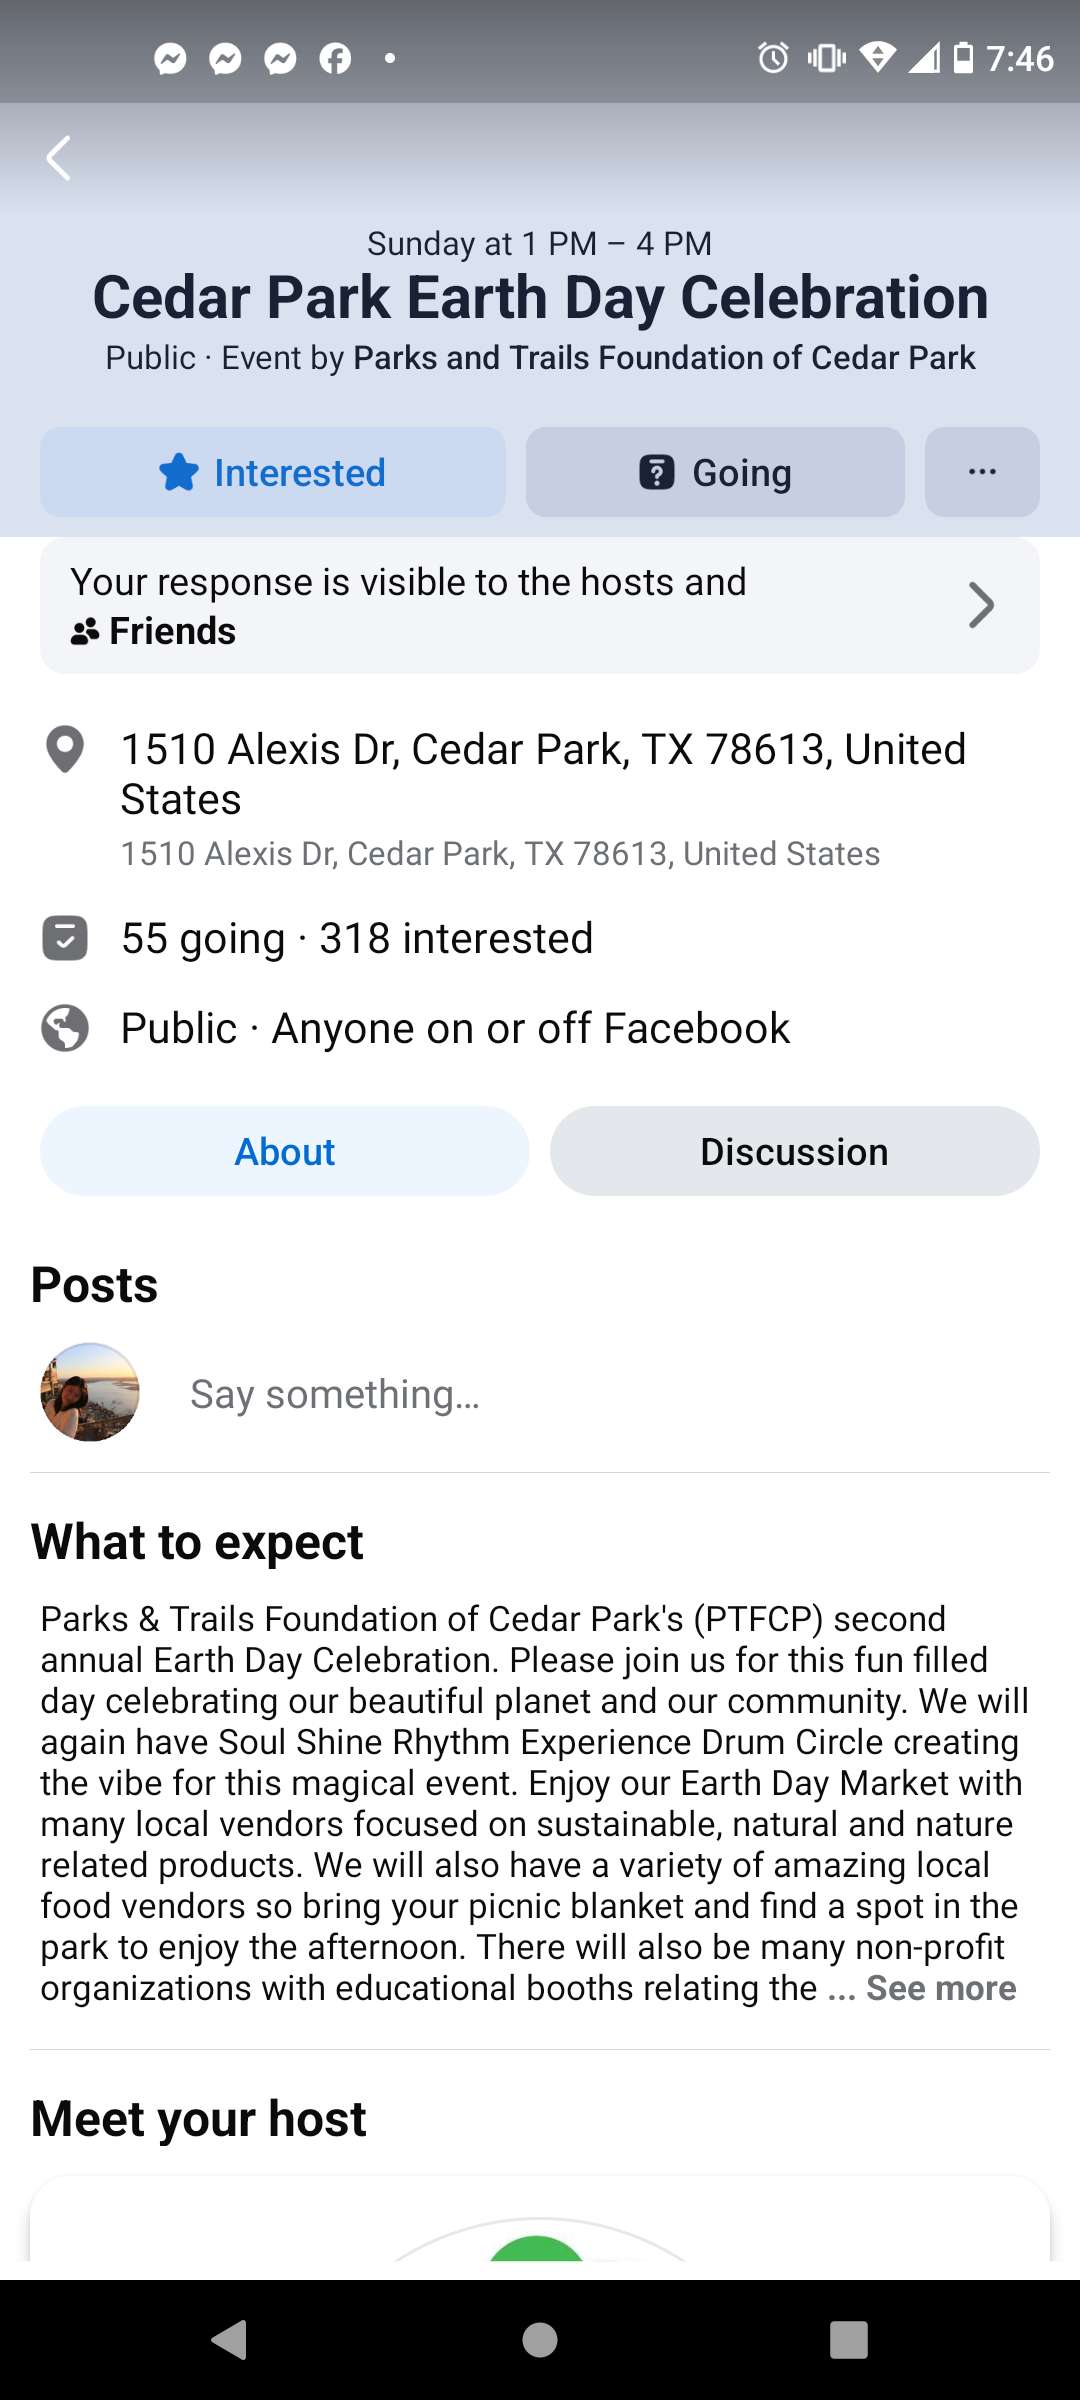 7:46
Sunday at 1 PM – 4 PM
Cedar Park Earth Day Celebration
Public · Event by Parks and Trails Foundation of Cedar Park
Interested
Going
Your response is visible to the hosts and
Friends
1510 Alexis Dr, Cedar Park, TX 78613, United
States
1510 Alexis Dr, Cedar Park, TX 78613, United States
55 going · 318 interested
Public · Anyone on or off Facebook
About
Discussion
Posts
Say something...
What to expect
Parks & Trails Foundation of Cedar Park's (PTFCP) second
annual Earth Day Celebration. Please join us for this fun filled
day celebrating our beautiful planet and our community. We will
again have Soul Shine Rhythm Experience Drum Circle creating
the vibe for this magical event. Enjoy our Earth Day Market with
many local vendors focused on sustainable, natural and nature
related products. We will also have a variety of amazing local
food vendors so bring your picnic blanket and find a spot in the
park to enjoy the afternoon. There will also be many non-profit
organizations with educational booths relating the ... See more
Meet your host